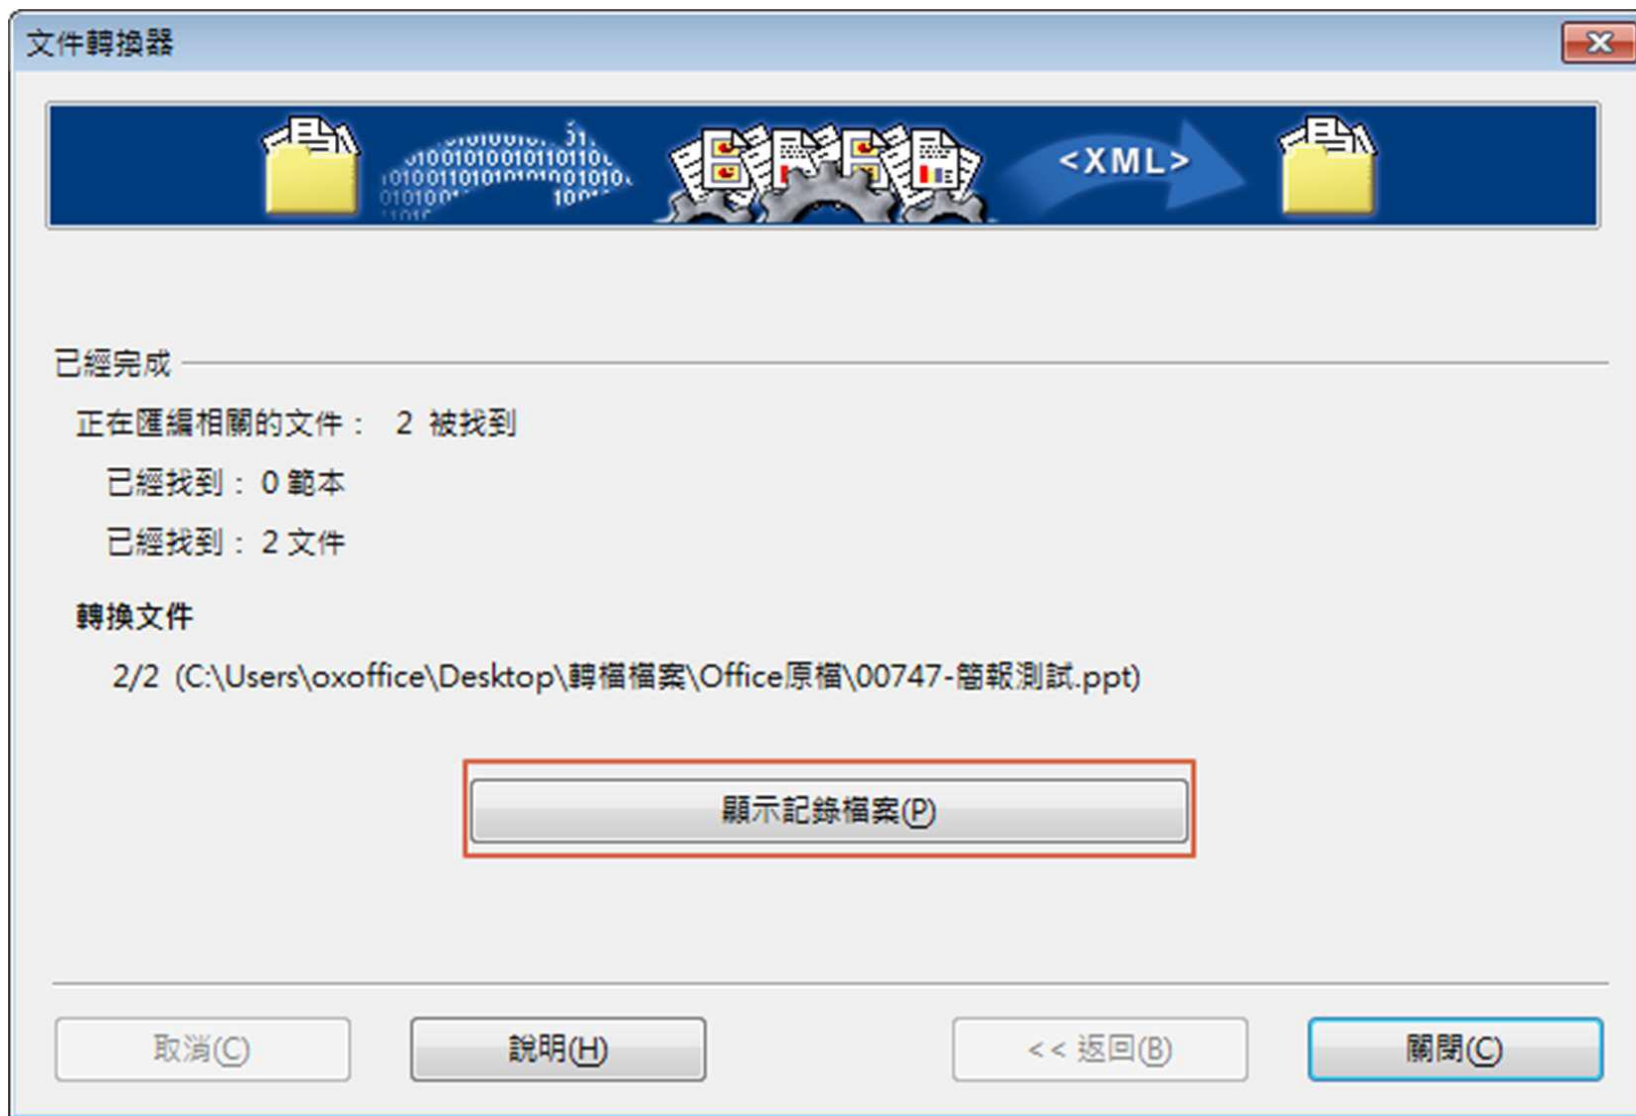 文件轉換器
<XML>
已經完成
正在匯編相關的文件： 2 被找到
已經找到：0 範本
已經找到：2 文件
轉換文件
2/2 (C:\Users\oxoffice\Desktop\轉檔檔案\Office原檔\00747-簡報測試.ppt)
顯示記錄檔案(P)
取消(C) 說明(H) << 返回(B) 關閉(C)